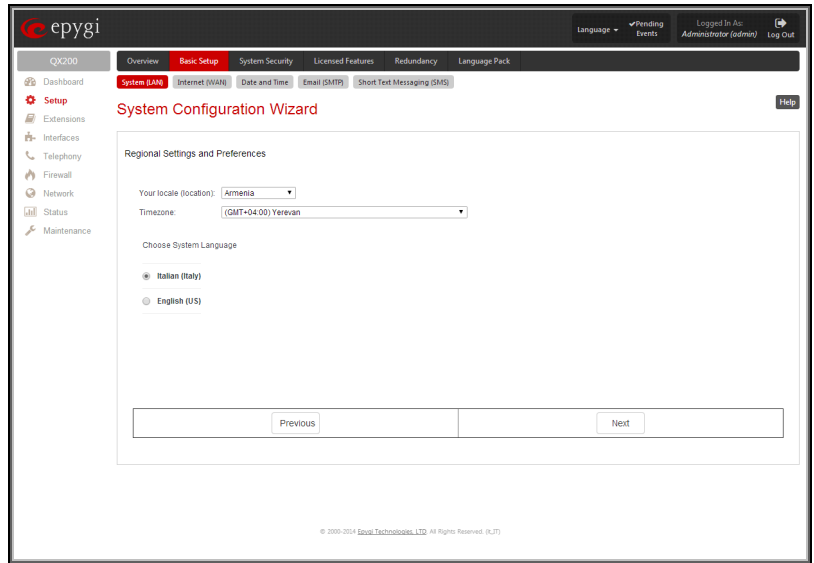 epygi
Language
Pending Events
Logged In As:
Administrator (admin)
Log Out
QX200
Overview Basic Setup System Security Licensed Features Redundancy Language Pack
Dashboard
Setup
Extensions
Interfaces
Telephony
Firewall
Network
Status
Maintenance
System (LAN) Internet (WAN) Date and Time Email (SMTP) Short Text Messaging (SMS)
System Configuration Wizard
Help
Regional Settings and Preferences
Your locale (location): Armenia
Timezone: (GMT+04:00) Yerevan
Choose System Language
Italian (Italy)
English (US)
Previous Next
© 2000-2014 Epygi Technologies, LTD. All Rights Reserved. (it_IT)